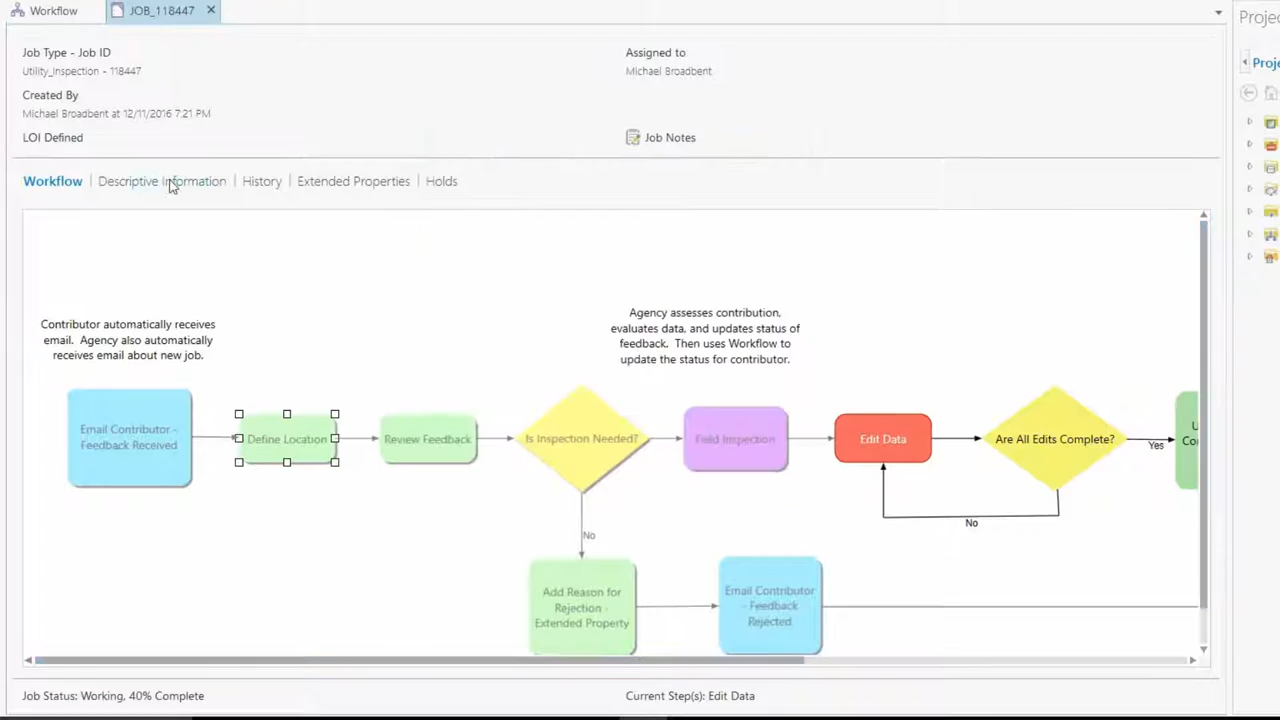 Workflow
JOB_118447
Projec
Job Type - Job ID
Assigned to
Utility_Inspection - 118447
Michael Broadbent
Proje
Created By
Michael Broadbent at 12/11/2016 7:21 PM
LOI Defined
Job Notes
Workflow | Descriptive Information | History | Extended Properties | Holds
Contributor automatically receives
email. Agency also automatically
receives email about new job.
Agency assesses contribution,
evaluates data, and updates status of
feedback. Then uses Workflow to
update the status for contributor.
Email Contributor -
Feedback Received
Define Location
Review Feedback
Is Inspection Needed?
Field Inspection
Edit Data
Are All Edits Complete?
Yes
No
No
Add Reason for
Rejection -
Extended Property
Email Contributor
- Feedback
Rejected
Job Status: Working, 40% Complete
Current Step(s): Edit Data